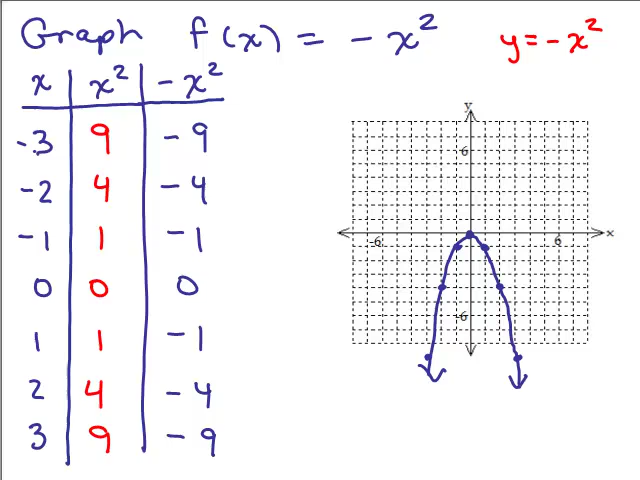 Graph f(x) = - x² y = - x²
x x² - x²
-3 9 - 9
-2 4 - 4
-1 1 - 1
0 0 0
1 1 - 1
2 4 - 4
3 9 - 9
y
6
-6 6 x
-6